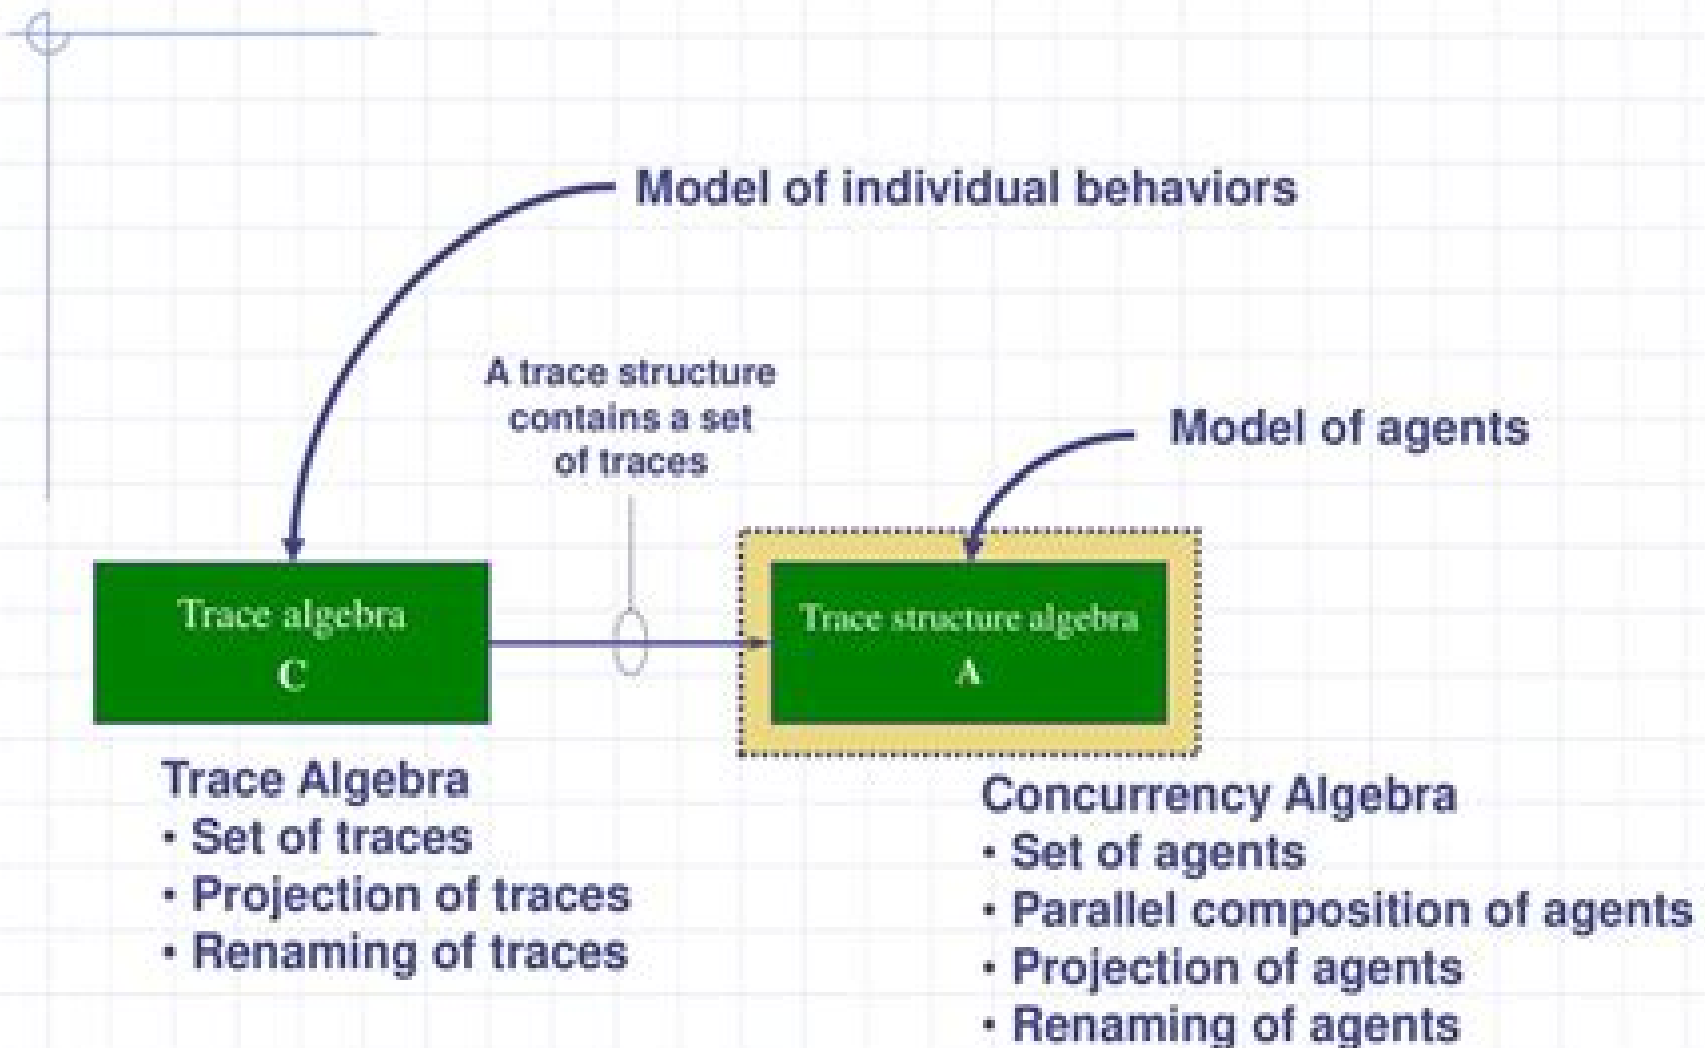 Model of individual behaviors
A trace structure
contains a set
of traces
Model of agents
Trace algebra
C
Trace structure algebra
A
Trace Algebra
• Set of traces
• Projection of traces
• Renaming of traces
Concurrency Algebra
• Set of agents
• Parallel composition of agents
• Projection of agents
• Renaming of agents